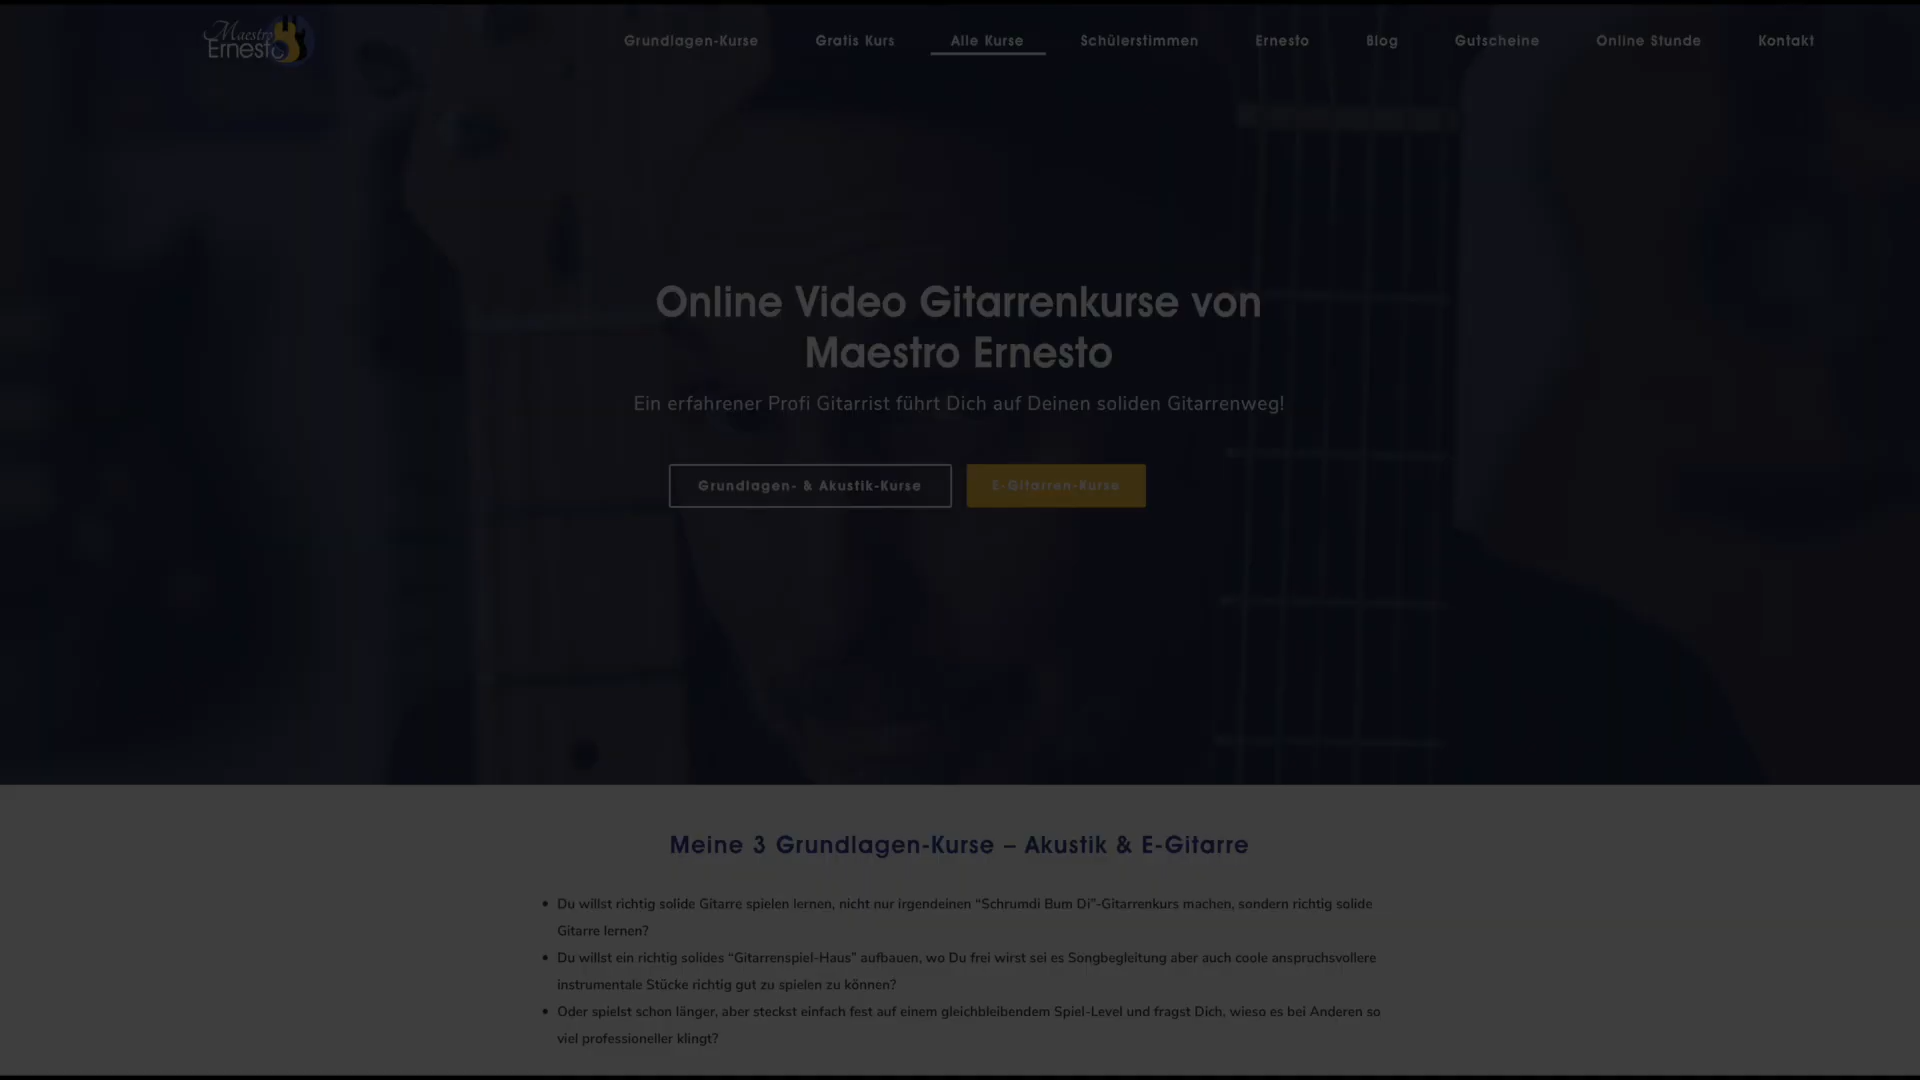 Maestro
Ernesto
Grundlagen-Kurse
Gratis Kurs
Alle Kurse
Schülerstimmen
Ernesto
Blog
Gutscheine
Online Stunde
Kontakt
Online Video Gitarrenkurse von
Maestro Ernesto
Ein erfahrener Profi Gitarrist führt Dich auf Deinen soliden Gitarrenweg!
Grundlagen- & Akustik-Kurse
E-Gitarren-Kurse
Meine 3 Grundlagen-Kurse – Akustik & E-Gitarre
• Du willst richtig solide Gitarre spielen lernen, nicht nur irgendeinen “Schrumdi Bum Di”-Gitarrenkurs machen, sondern richtig solide
Gitarre lernen?
• Du willst ein richtig solides “Gitarrenspiel-Haus” aufbauen, wo Du frei wirst sei es Songbegleitung aber auch coole anspruchsvollere
instrumentale Stücke richtig gut zu spielen zu können?
• Oder spielst schon länger, aber steckst einfach fest auf einem gleichbleibendem Spiel-Level und fragst Dich, wieso es bei Anderen so
viel professioneller klingt?